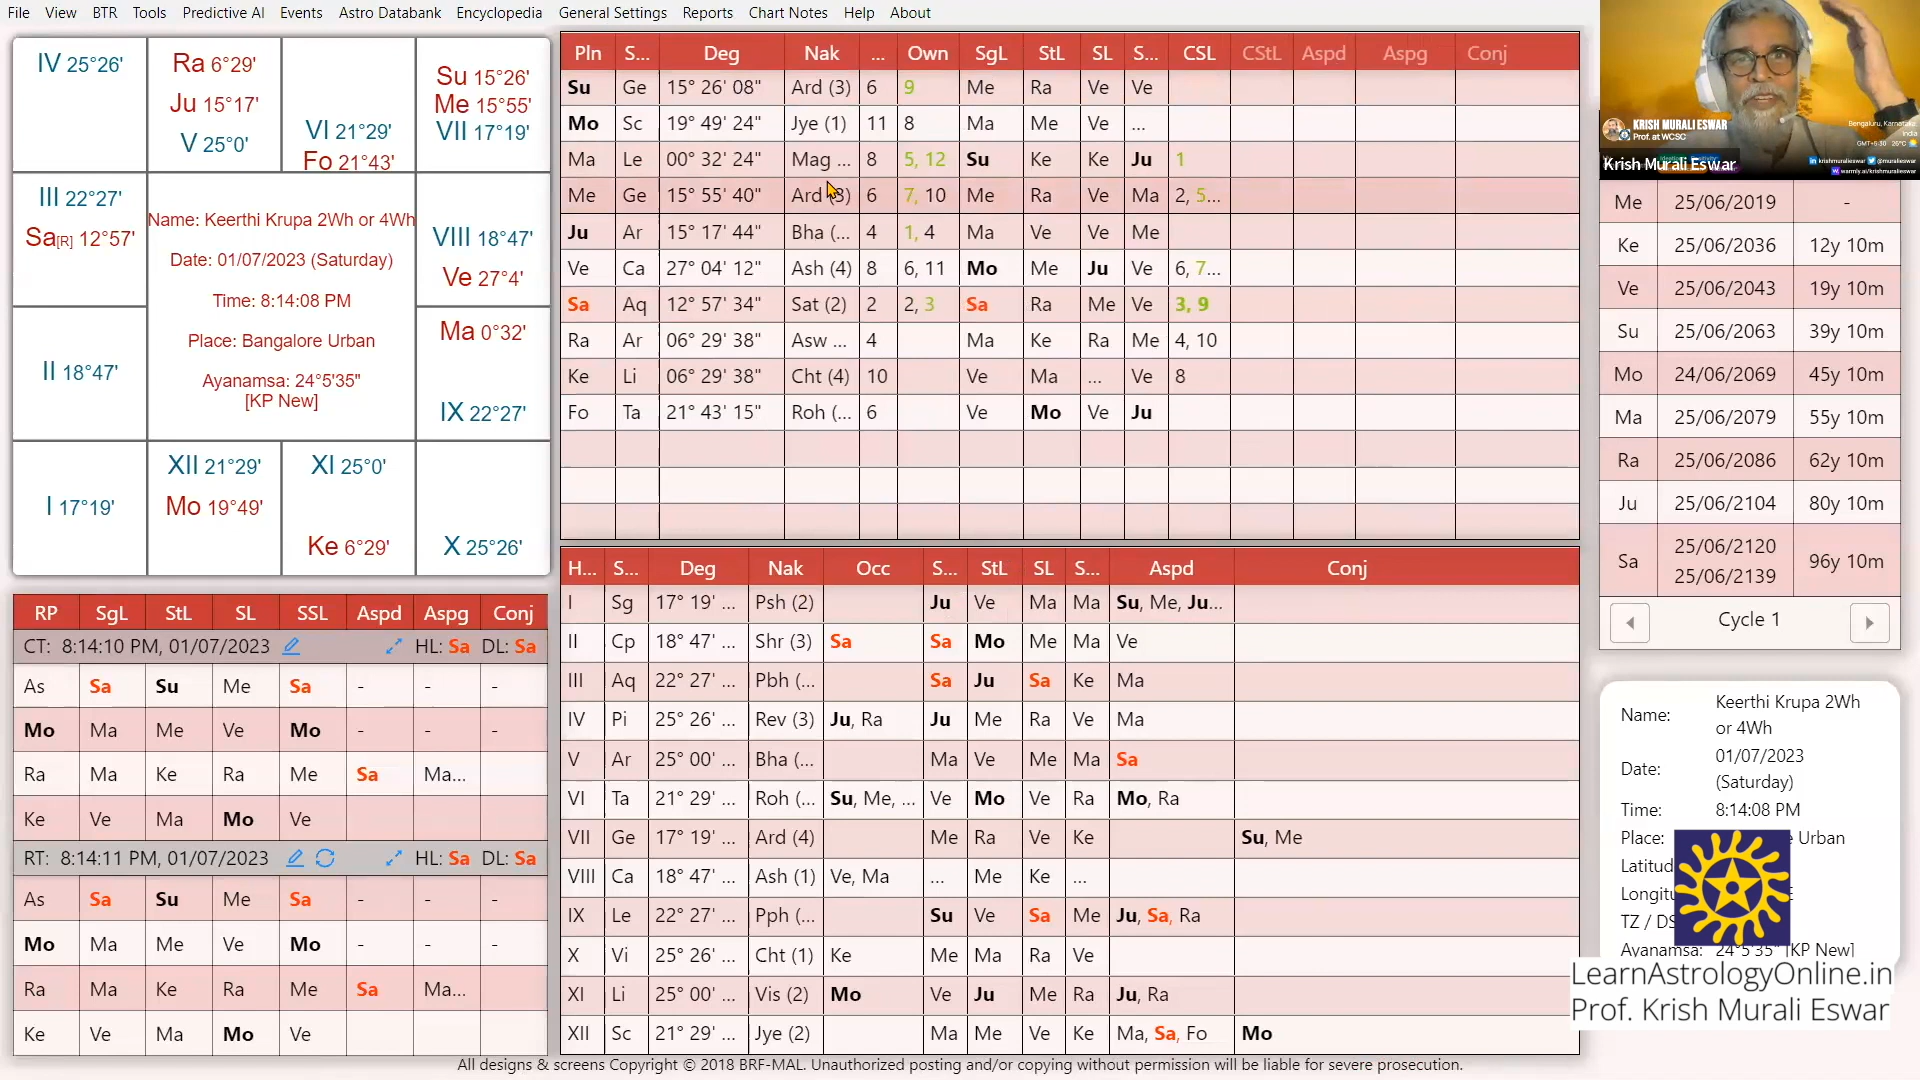 File View BTR Tools Predictive AI Events Astro Databank Encyclopedia General Settings Reports Chart Notes Help About
IV 25°26'
Ra 6°29'
Ju 15°17'
V 25°0'
VI 21°29'
Fo 21°43'
Su 15°26'
Me 15°55'
VII 17°19'
III 22°27'
Sa[R] 12°57'
Name: Keerthi Krupa 2Wh or 4Wh
Date: 01/07/2023 (Saturday)
Time: 8:14:08 PM
Place: Bangalore Urban
Ayanamsa: 24°5'35"
[KP New]
VIII 18°47'
Ve 27°4'
II 18°47'
Ma 0°32'
IX 22°27'
I 17°19'
XII 21°29'
Mo 19°49'
XI 25°0'
Ke 6°29'
X 25°26'
Pln S... Deg Nak ... Own SgL StL SL S... CSL CStL Aspd Aspg Conj
Su Ge 15° 26' 08" Ard (3) 6 9 Me Ra Ve Ve
Mo Sc 19° 49' 24" Jye (1) 11 8 Ma Me Ve ...
Ma Le 00° 32' 24" Mag ... 8 5, 12 Su Ke Ke Ju 1
Me Ge 15° 55' 40" Ard (3) 6 7, 10 Me Ra Ve Ma 2, 5...
Ju Ar 15° 17' 44" Bha (... 4 1, 4 Ma Ve Ve Me
Ve Ca 27° 04' 12" Ash (4) 8 6, 11 Mo Me Ju Ve 6, 7...
Sa Aq 12° 57' 34" Sat (2) 2 2, 3 Sa Ra Me Ve 3, 9
Ra Ar 06° 29' 38" Asw ... 4 Ma Ke Ra Me 4, 10
Ke Li 06° 29' 38" Cht (4) 10 Ve Ma ... Ve 8
Fo Ta 21° 43' 15" Roh (... 6 Ve Mo Ve Ju
RP SgL StL SL SSL Aspd Aspg Conj
CT: 8:14:10 PM, 01/07/2023 HL: Sa DL: Sa
As Sa Su Me Sa - - -
Mo Ma Me Ve Mo - - -
Ra Ma Ke Ra Me Sa Ma...
Ke Ve Ma Mo Ve
RT: 8:14:11 PM, 01/07/2023 HL: Sa DL: Sa
As Sa Su Me Sa - - -
Mo Ma Me Ve Mo - - -
Ra Ma Ke Ra Me Sa Ma...
Ke Ve Ma Mo Ve
H... S... Deg Nak Occ S... StL SL S... Aspd Conj
I Sg 17° 19' ... Psh (2) Ju Ve Ma Ma Su, Me, Ju...
II Cp 18° 47' ... Shr (3) Sa Sa Mo Me Ma Ve
III Aq 22° 27' ... Pbh (... Sa Ju Sa Ke Ma
IV Pi 25° 26' ... Rev (3) Ju, Ra Ju Me Ra Ve Ma
V Ar 25° 00' ... Bha (... Ma Ve Me Ma Sa
VI Ta 21° 29' ... Roh (... Su, Me, ... Ve Mo Ve Ra Mo, Ra
VII Ge 17° 19' ... Ard (4) Me Ra Ve Ke Su, Me
VIII Ca 18° 47' ... Ash (1) Ve, Ma ... Me Ke ...
IX Le 22° 27' ... Pph (... Su Ve Sa Me Ju, Sa, Ra
X Vi 25° 26' ... Cht (1) Ke Me Ma Ra Ve
XI Li 25° 00' ... Vis (2) Mo Ve Ju Me Ra Ju, Ra
XII Sc 21° 29' ... Jye (2) Ma Me Ve Ke Ma, Sa, Fo Mo
KRISH MURALI ESWAR
Prof. at WCSC
Bengaluru, Karnataka,
India
Krish Murali Eswar
krishmuralieswar @muralieswar
warmly.ai/krishmuralieswar
Me 25/06/2019 -
Ke 25/06/2036 12y 10m
Ve 25/06/2043 19y 10m
Su 25/06/2063 39y 10m
Mo 24/06/2069 45y 10m
Ma 25/06/2079 55y 10m
Ra 25/06/2086 62y 10m
Ju 25/06/2104 80y 10m
Sa 25/06/2120 96y 10m
25/06/2139
Cycle 1
Name: Keerthi Krupa 2Wh
or 4Wh
Date: 01/07/2023
(Saturday)
Time: 8:14:08 PM
Place: Urban
Latitud
Longitu
TZ / DS
Ayanamsa: 24°5'35" [KP New]
LearnAstrologyOnline.in
Prof. Krish Murali Eswar
All designs & screens Copyright © 2018 BRF-MAL. Unauthorized posting and/or copying without permission will be liable for severe prosecution.